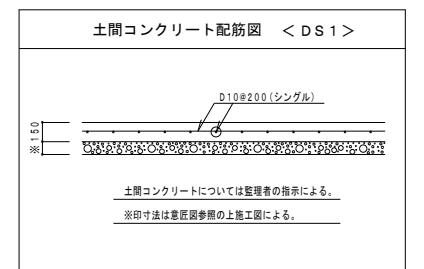 土間コンクリート配筋図 <DS1>
D10@200(シングル)
150
※
土間コンクリートについては監理者の指示による。
※印寸法は意匠図参照の上施工図による。